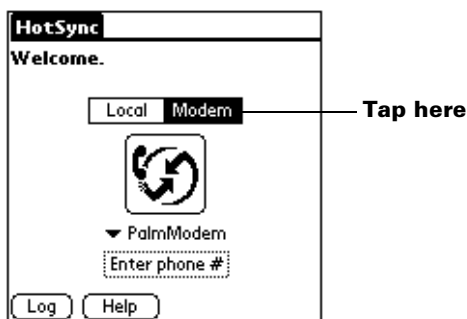 HotSync
Welcome.
Local Modem Tap here
PalmModem
Enter phone #
Log Help